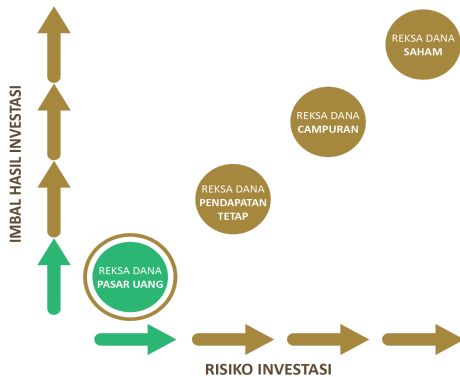 REKSA DANA
SAHAM
REKSA DANA
CAMPURAN
REKSA DANA
PENDAPATAN
TETAP
REKSA DANA
PASAR UANG
IMBAL HASIL INVESTASI
RISIKO INVESTASI